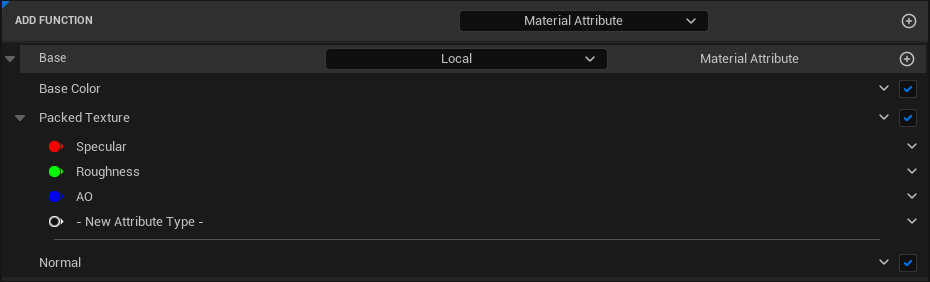 ADD FUNCTION Material Attribute
Base Local Material Attribute
Base Color
Packed Texture
Specular
Roughness
AO
- New Attribute Type -
Normal